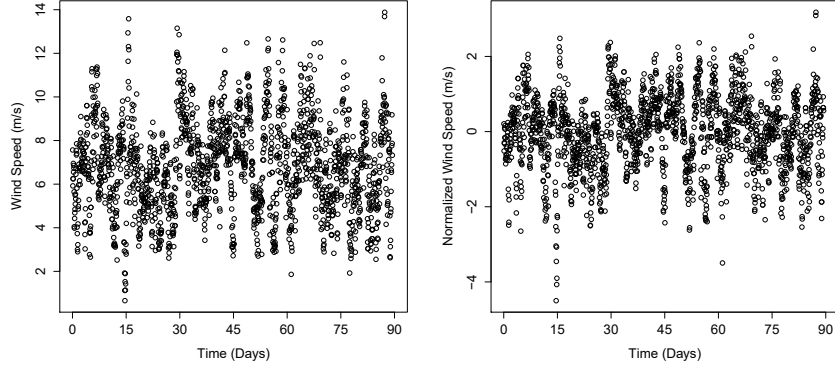 14
12
10
8
6
4
2
Wind Speed (m/s)
0 15 30 45 60 75 90
Time (Days)
2
0
−2
−4
Normalized Wind Speed (m/s)
0 15 30 45 60 75 90
Time (Days)